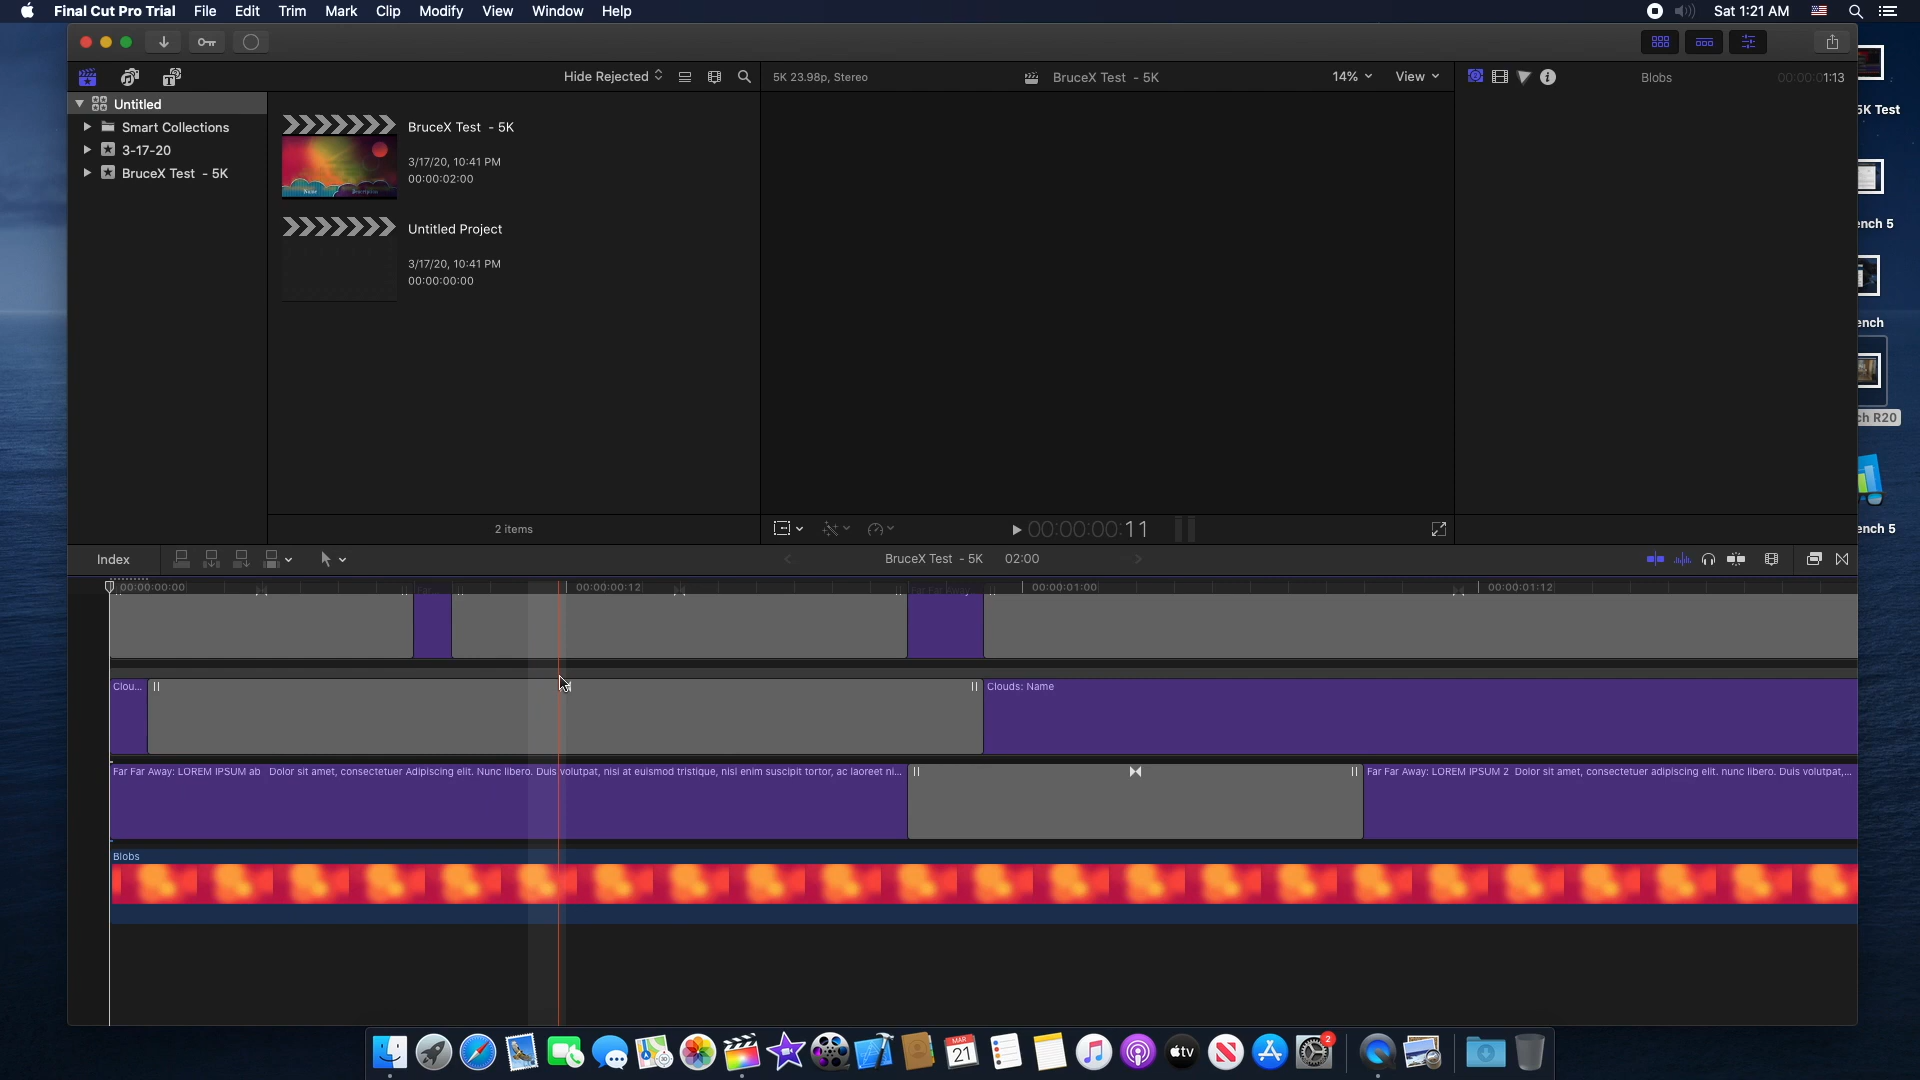 Final Cut Pro Trial File Edit Trim Mark Clip Modify View Window Help
Sat 1:21 AM
Hide Rejected
5K 23.98p, Stereo
BruceX Test - 5K
14%
View
Blobs
00:00:01:13
Untitled
Smart Collections
3-17-20
BruceX Test - 5K
BruceX Test - 5K
3/17/20, 10:41 PM
00:00:02:00
Untitled Project
3/17/20, 10:41 PM
00:00:00:00
5K Test
ench 5
ench
ch R20
ench 5
2 items
00:00:00:11
Index
BruceX Test - 5K 02:00
00:00:00:00
00:00:00:12
00:00:01:00
00:00:01:12
Clou...
Clouds: Name
Far Far Away: LOREM IPSUM ab Dolor sit amet, consectetuer Adipiscing elit. Nunc libero. Duis volutpat, nisi at euismod tristique, nisl enim suscipit tortor, ac laoreet ni...
Far Far Away: LOREM IPSUM 2 Dolor sit amet, consectetuer adipiscing elit. nunc libero. Duis volutpat,...
Blobs
MAR
21
tv
2